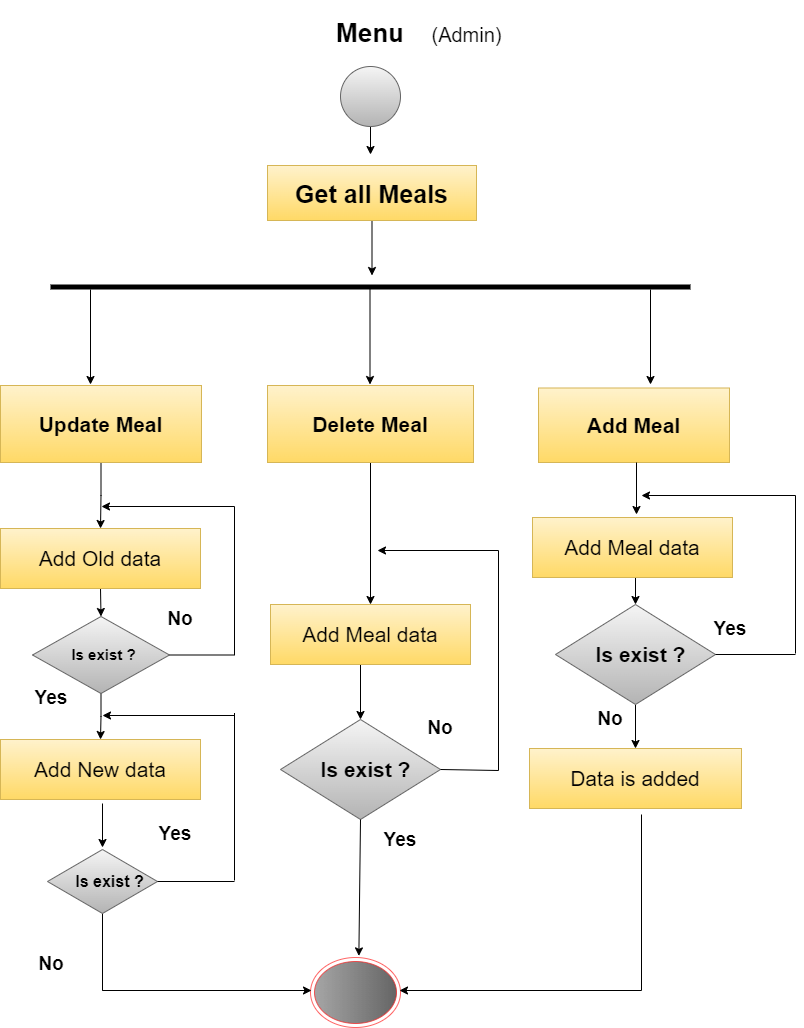 Menu (Admin)
Get all Meals
Update Meal
Delete Meal
Add Meal
Add Old data
Add Meal data
No
Is exist ?
Yes
Add Meal data
Yes
Is exist ?
No
Add New data
No
Is exist ?
Data is added
Yes
Yes
Is exist ?
No